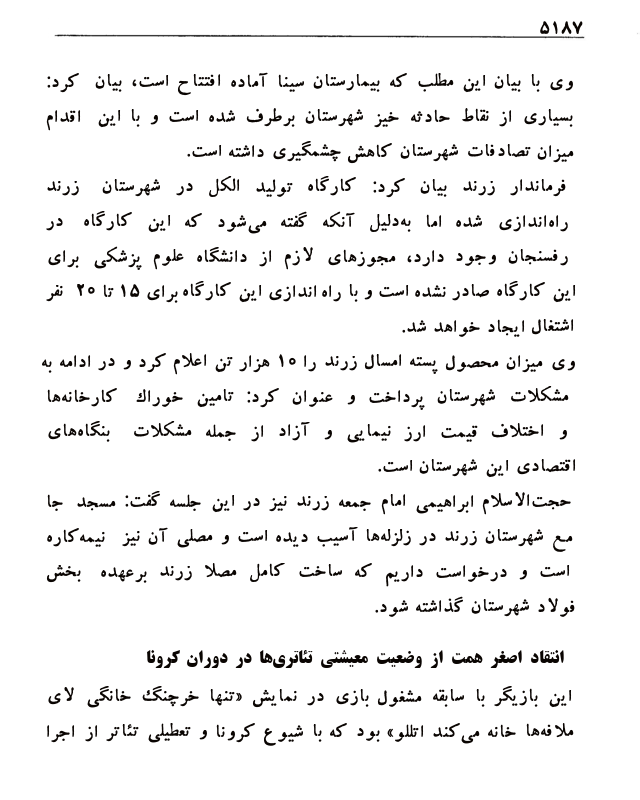 ۵۱۸۷
وی با بیان این مطلب که بیمارستان سینا آماده افتتاح است، بیان کرد:
بسیاری از نقاط حادثه خیز شهرستان برطرف شده است و با این اقدام
میزان تصادفات شهرستان کاهش چشمگیری داشته است.
فرماندار زرند بیان کرد: کارگاه تولید الکل در شهرستان زرند
راه‌اندازی شده اما به‌دلیل آنکه گفته می‌شود که این کارگاه در
رفسنجان وجود دارد، مجوزهای لازم از دانشگاه علوم پزشکی برای
این کارگاه صادر نشده است و با راه اندازی این کارگاه برای ۱۵ تا ۲۰ نفر
اشتغال ایجاد خواهد شد.
وی میزان محصول پسته امسال زرند را ۱۰ هزار تن اعلام کرد و در ادامه به
مشکلات شهرستان پرداخت و عنوان کرد: تامین خوراك کارخانه‌ها
و اختلاف قیمت ارز نیمایی و آزاد از جمله مشکلات بنگاه‌های
اقتصادی این شهرستان است.
حجت‌الاسلام ابراهیمی امام جمعه زرند نیز در این جلسه گفت: مسجد جا
مع شهرستان زرند در زلزله‌ها آسیب دیده است و مصلی آن نیز نیمه‌کاره
است و درخواست داریم که ساخت کامل مصلا زرند برعهده بخش
فولاد شهرستان گذاشته شود.
انتقاد اصغر همت از وضعیت معیشتی تئاتری‌ها در دوران کرونا
این بازیگر با سابقه مشغول بازی در نمایش «تنها خرچنگ خانگی لای
ملافه‌ها خانه می‌کند اتللو» بود که با شیوع کرونا و تعطیلی تئاتر از اجرا